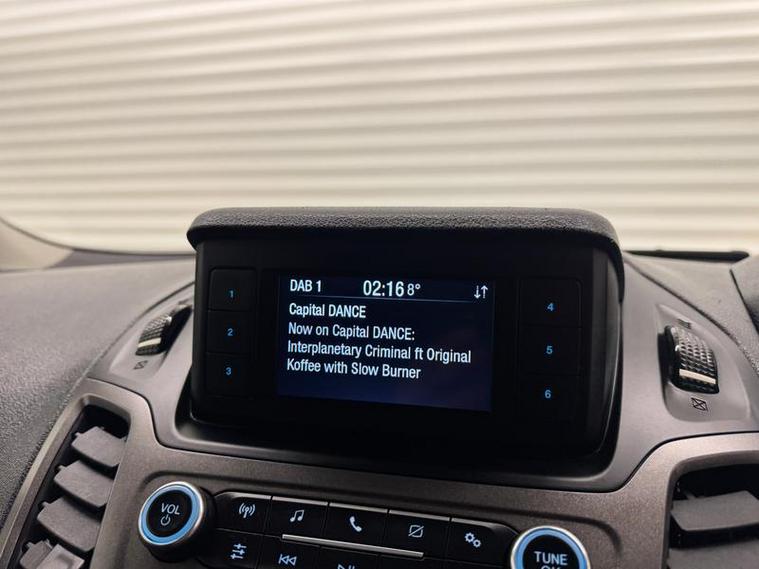 DAB 1 02:16 8°
Capital DANCE
Now on Capital DANCE:
Interplanetary Criminal ft Original
Koffee with Slow Burner
1
2
3
4
5
6
VOL
TUNE